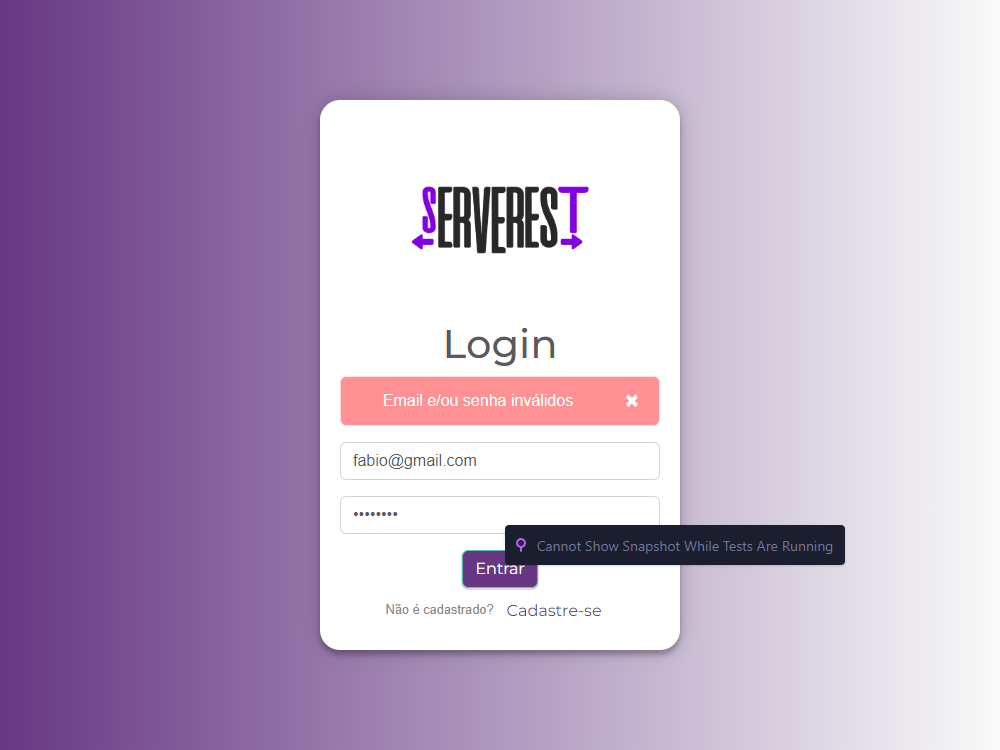 SERVEREST
Login
Email e/ou senha inválidos
fabio@gmail.com
••••••••
Cannot Show Snapshot While Tests Are Running
Entrar
Não é cadastrado? Cadastre-se